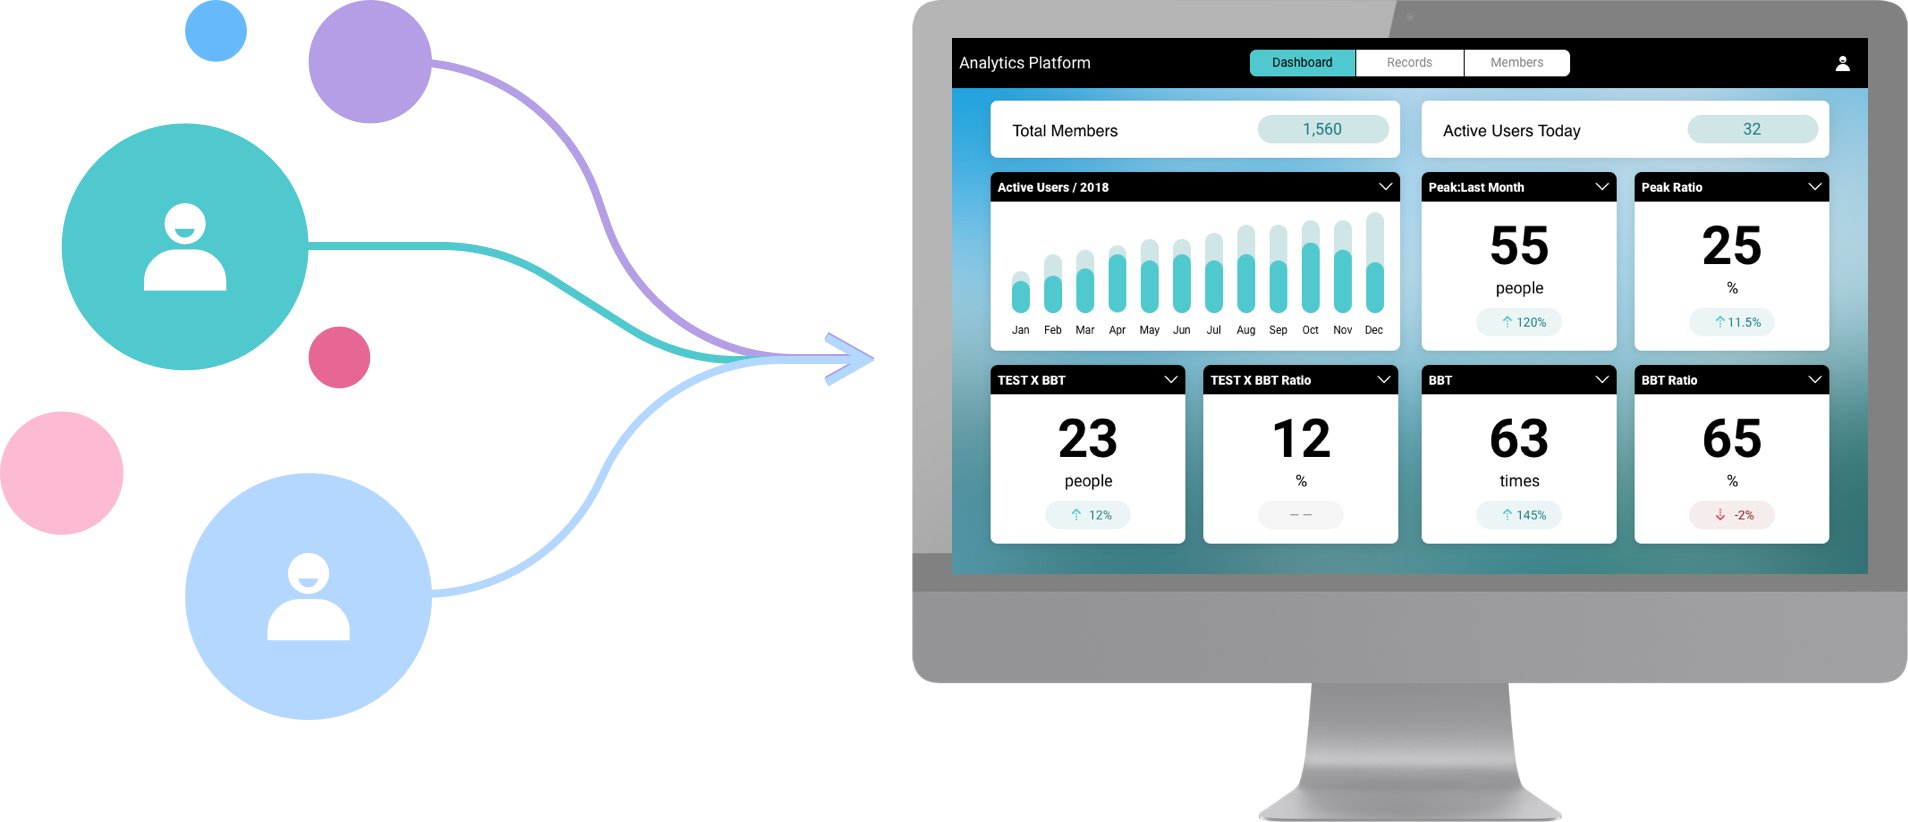 Analytics Platform
Dashboard
Records
Members
Total Members
1,560
Active Users Today
32
Active Users / 2018
Jan Feb Mar Apr May Jun Jul Aug Sep Oct Nov Dec
Peak:Last Month
55
people
120%
Peak Ratio
25
%
11.5%
TEST X BBT
23
people
12%
TEST X BBT Ratio
12
%
– –
BBT
63
times
145%
BBT Ratio
65
%
-2%